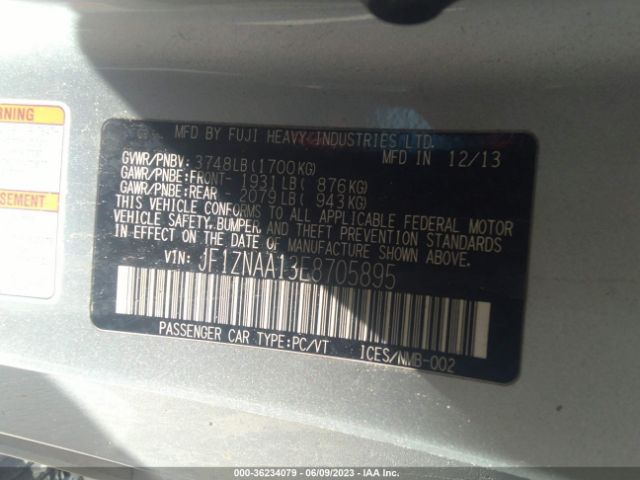 RNING
SEMENT
MFD BY FUJI HEAVY INDUSTRIES LTD.
GVWR/PNBV: 3748LB(1700KG) MFD IN 12/13
GAWR/PNBE:FRONT- 1931LB( 876KG)
GAWR/PNBE:REAR - 2079LB( 943KG)
THIS VEHICLE CONFORMS TO ALL APPLICABLE FEDERAL MOTOR
VEHICLE SAFETY,BUMPER, AND THEFT PREVENTION STANDARDS
IN EFFECT ON THE DATE OF MANUFACTURE SHOWN ABOVE.
VIN: JF1ZNAA13E8705895
PASSENGER CAR TYPE:PC/VT ICES/NMB-002
000-36234079 | 06/09/2023 | IAA Inc.